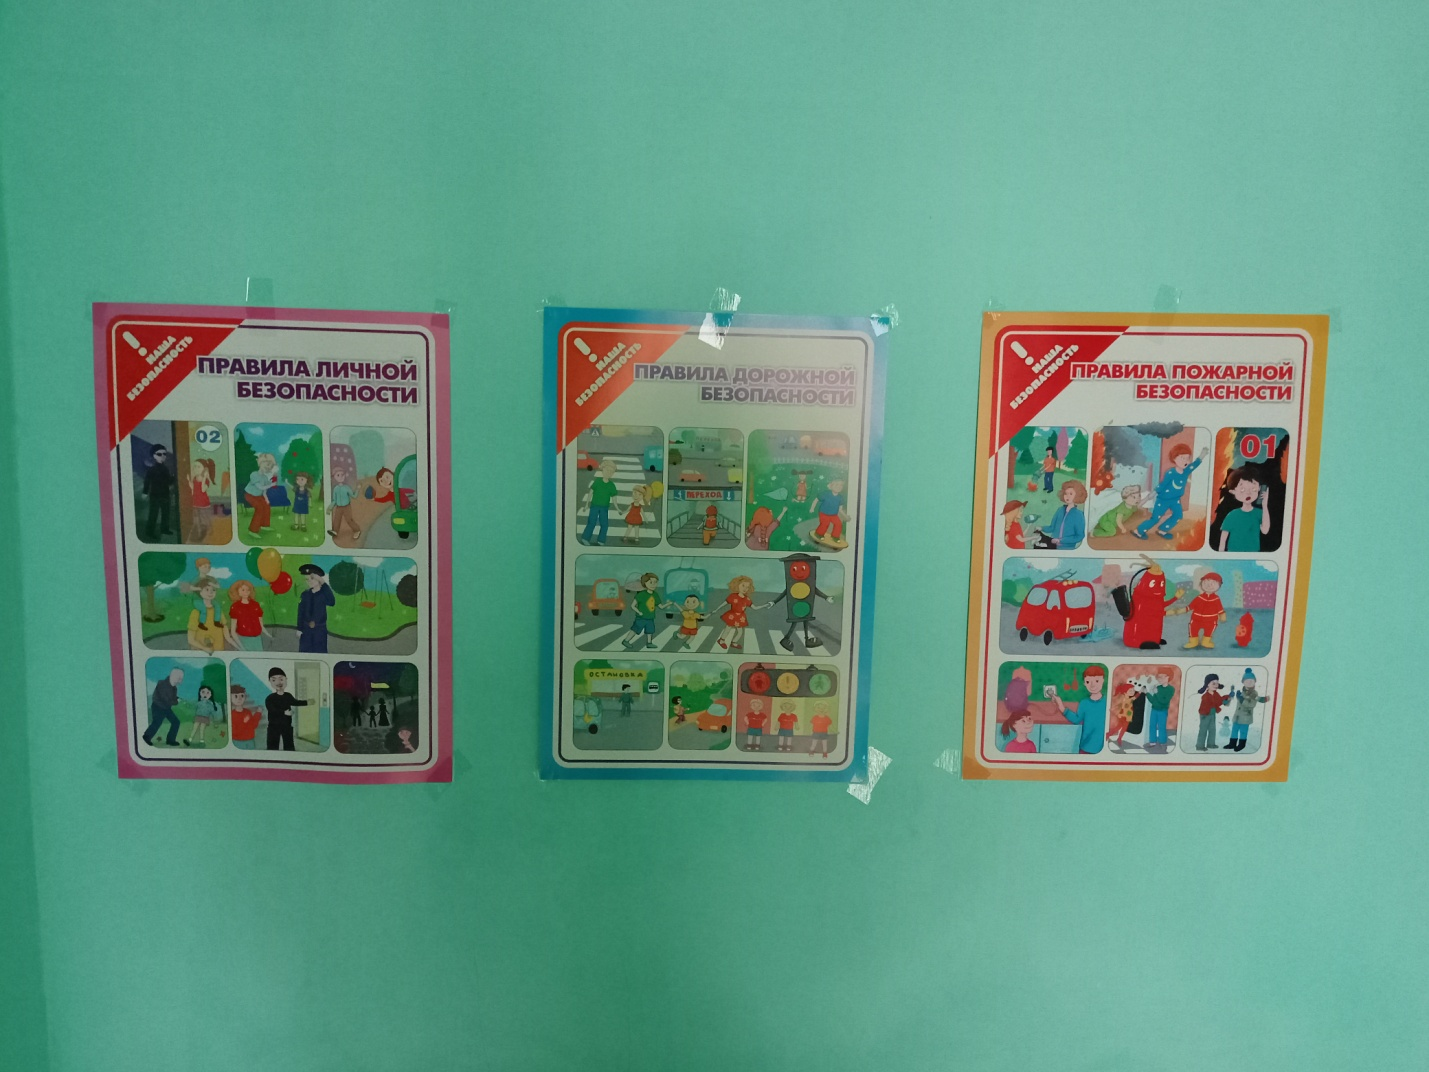 !
НАША
БЕЗОПАСНОСТЬ
ПРАВИЛА ЛИЧНОЙ
БЕЗОПАСНОСТИ
02
!
НАША
БЕЗОПАСНОСТЬ
ПРАВИЛА ДОРОЖНОЙ
БЕЗОПАСНОСТИ
ПЕРЕХОД
ОСТАНОВКА
!
!
НАША
БЕЗОПАСНОСТЬ
ПРАВИЛА ПОЖАРНОЙ
БЕЗОПАСНОСТИ
01